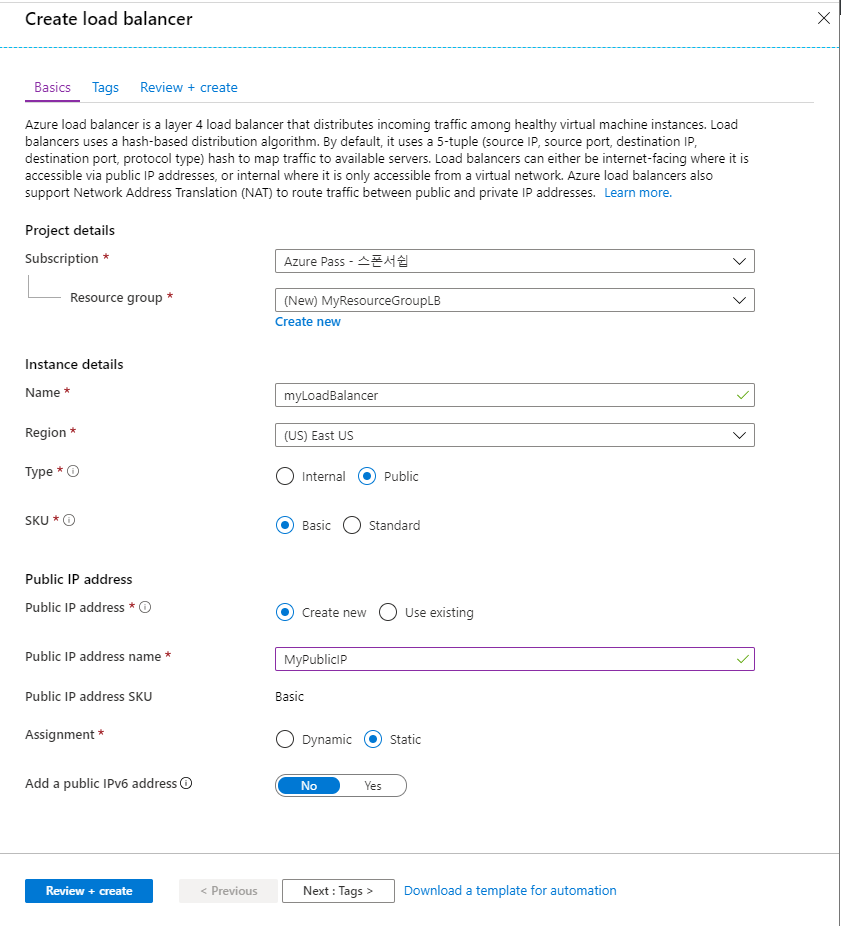 Create load balancer
Basics Tags Review + create
Azure load balancer is a layer 4 load balancer that distributes incoming traffic among healthy virtual machine instances. Load
balancers uses a hash-based distribution algorithm. By default, it uses a 5-tuple (source IP, source port, destination IP,
destination port, protocol type) hash to map traffic to available servers. Load balancers can either be internet-facing where it is
accessible via public IP addresses, or internal where it is only accessible from a virtual network. Azure load balancers also
support Network Address Translation (NAT) to route traffic between public and private IP addresses. Learn more.
Project details
Subscription * Azure Pass - 스폰서쉽
Resource group * (New) MyResourceGroupLB
Create new
Instance details
Name * myLoadBalancer
Region * (US) East US
Type * Internal Public
SKU * Basic Standard
Public IP address
Public IP address * Create new Use existing
Public IP address name * MyPublicIP
Public IP address SKU Basic
Assignment * Dynamic Static
Add a public IPv6 address No Yes
Review + create < Previous Next : Tags > Download a template for automation